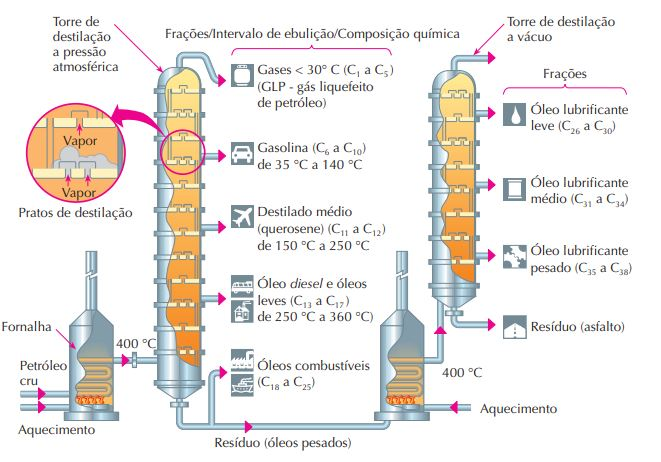 Torre de
destilação
a pressão
atmosférica
Frações/Intervalo de ebulição/Composição química
Torre de destilação
a vácuo
Gases < 30° C (C₁ a C₅)
(GLP - gás liquefeito
de petróleo)
Frações
Óleo lubrificante
leve (C₂₆ a C₃₀)
Vapor
Vapor
Pratos de destilação
Gasolina (C₆ a C₁₀)
de 35 °C a 140 °C
Óleo lubrificante
médio (C₃₁ a C₃₄)
Destilado médio
(querosene) (C₁₁ a C₁₂)
de 150 °C a 250 °C
Óleo lubrificante
pesado (C₃₅ a C₃₈)
Óleo diesel e óleos
leves (C₁₃ a C₁₇)
de 250 °C a 360 °C)
Resíduo (asfalto)
Fornalha
400 °C
Petróleo
cru
Aquecimento
Óleos combustíveis
(C₁₈ a C₂₅)
400 °C
Aquecimento
Resíduo (óleos pesados)